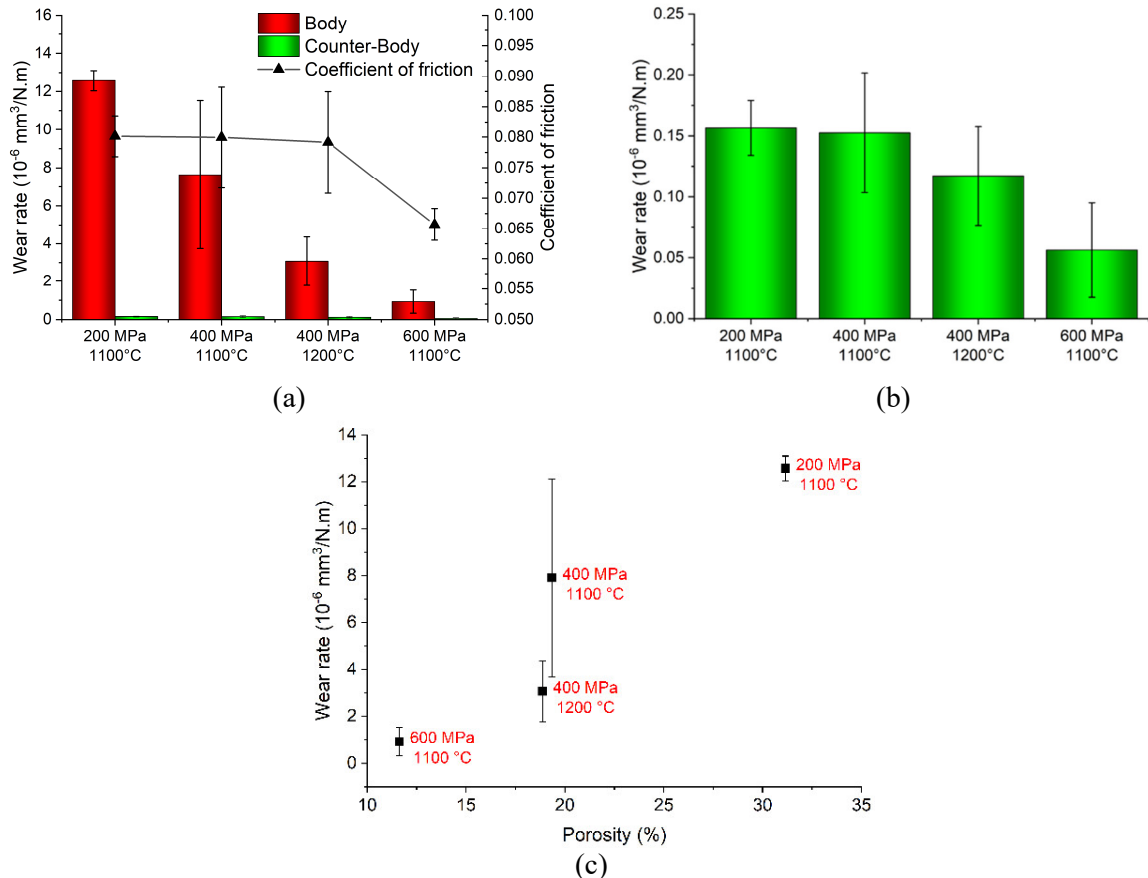 Body
Counter-Body
Coefficient of friction
Wear rate (10⁻⁶ mm³/N.m)
16
14
12
10
8
6
4
2
0
0.100
0.095
0.090
0.085
0.080
0.075
0.070
0.065
0.060
0.055
0.050
Coefficient of friction
200 MPa 400 MPa 400 MPa 600 MPa
1100°C 1100°C 1200°C 1100°C
(a)
Wear rate (10⁻⁶ mm³/N.m)
0.25
0.20
0.15
0.10
0.05
0.00
200 MPa 400 MPa 400 MPa 600 MPa
1100°C 1100°C 1200°C 1100°C
(b)
Wear rate (10⁻⁶ mm³/N.m)
14
12
10
8
6
4
2
0
200 MPa
1100 °C
400 MPa
1100 °C
400 MPa
1200 °C
600 MPa
1100 °C
10 15 20 25 30 35
Porosity (%)
(c)